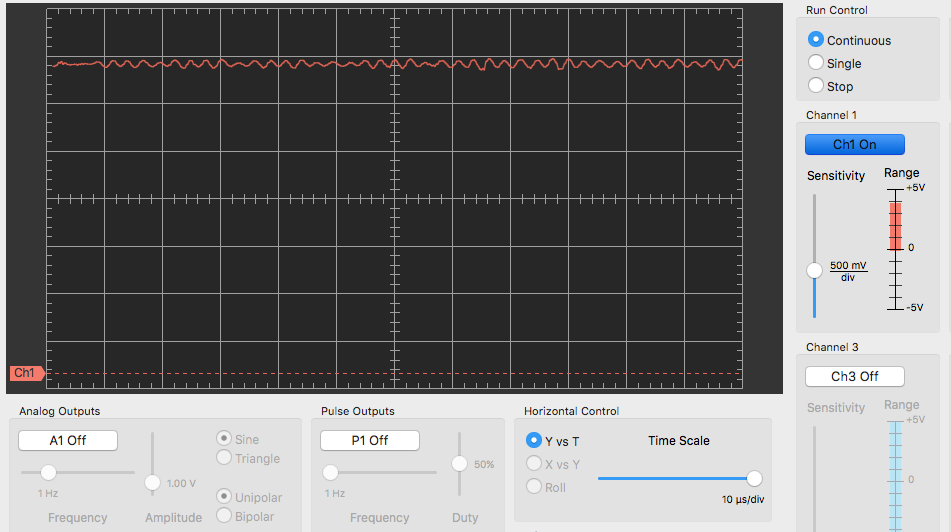 Run Control
Continuous
Single
Stop
Channel 1
Ch1 On
Sensitivity
Range
+5V
0
500 mV
div
-5V
Ch1
Channel 3
Ch3 Off
Sensitivity
Range
+5V
0
Analog Outputs
A1 Off
1 Hz
1.00 V
Sine
Triangle
Unipolar
Bipolar
Frequency
Amplitude
Pulse Outputs
P1 Off
1 Hz
50%
Frequency
Duty
Horizontal Control
Y vs T
X vs Y
Roll
Time Scale
10 µs/div